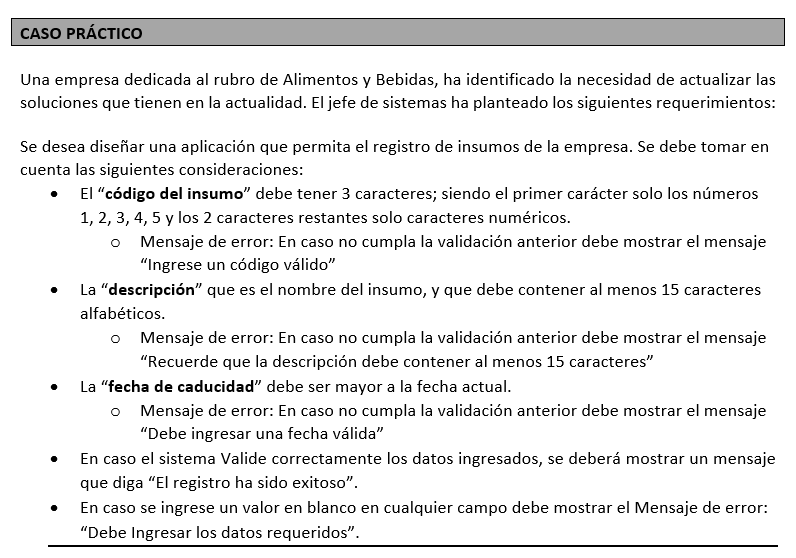 CASO PRÁCTICO
Una empresa dedicada al rubro de Alimentos y Bebidas, ha identificado la necesidad de actualizar las
soluciones que tienen en la actualidad. El jefe de sistemas ha planteado los siguientes requerimientos:
Se desea diseñar una aplicación que permita el registro de insumos de la empresa. Se debe tomar en
cuenta las siguientes consideraciones:
• El “código del insumo” debe tener 3 caracteres; siendo el primer carácter solo los números
1, 2, 3, 4, 5 y los 2 caracteres restantes solo caracteres numéricos.
o Mensaje de error: En caso no cumpla la validación anterior debe mostrar el mensaje
“Ingrese un código válido”
• La “descripción” que es el nombre del insumo, y que debe contener al menos 15 caracteres
alfabéticos.
o Mensaje de error: En caso no cumpla la validación anterior debe mostrar el mensaje
“Recuerde que la descripción debe contener al menos 15 caracteres”
• La “fecha de caducidad” debe ser mayor a la fecha actual.
o Mensaje de error: En caso no cumpla la validación anterior debe mostrar el mensaje
“Debe ingresar una fecha válida”
• En caso el sistema Valide correctamente los datos ingresados, se deberá mostrar un mensaje
que diga “El registro ha sido exitoso”.
• En caso se ingrese un valor en blanco en cualquier campo debe mostrar el Mensaje de error:
“Debe Ingresar los datos requeridos”.